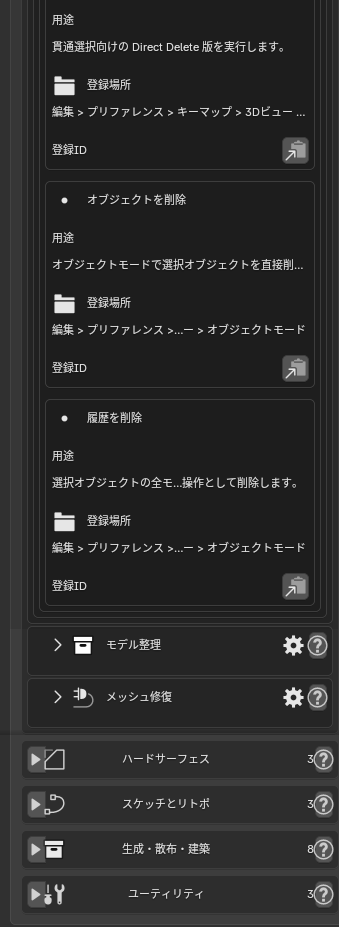 用途
貫通選択向けの Direct Delete 版を実行します。
登録場所
編集 > プリファレンス > キーマップ > 3Dビュー ...
登録ID
オブジェクトを削除
用途
オブジェクトモードで選択オブジェクトを直接削...
登録場所
編集 > プリファレンス >...ー > オブジェクトモード
登録ID
履歴を削除
用途
選択オブジェクトの全モ...操作として削除します。
登録場所
編集 > プリファレンス >...ー > オブジェクトモード
登録ID
モデル整理
メッシュ修復
ハードサーフェス 3
スケッチとリトポ 3
生成・散布・建築 8
ユーティリティ 3